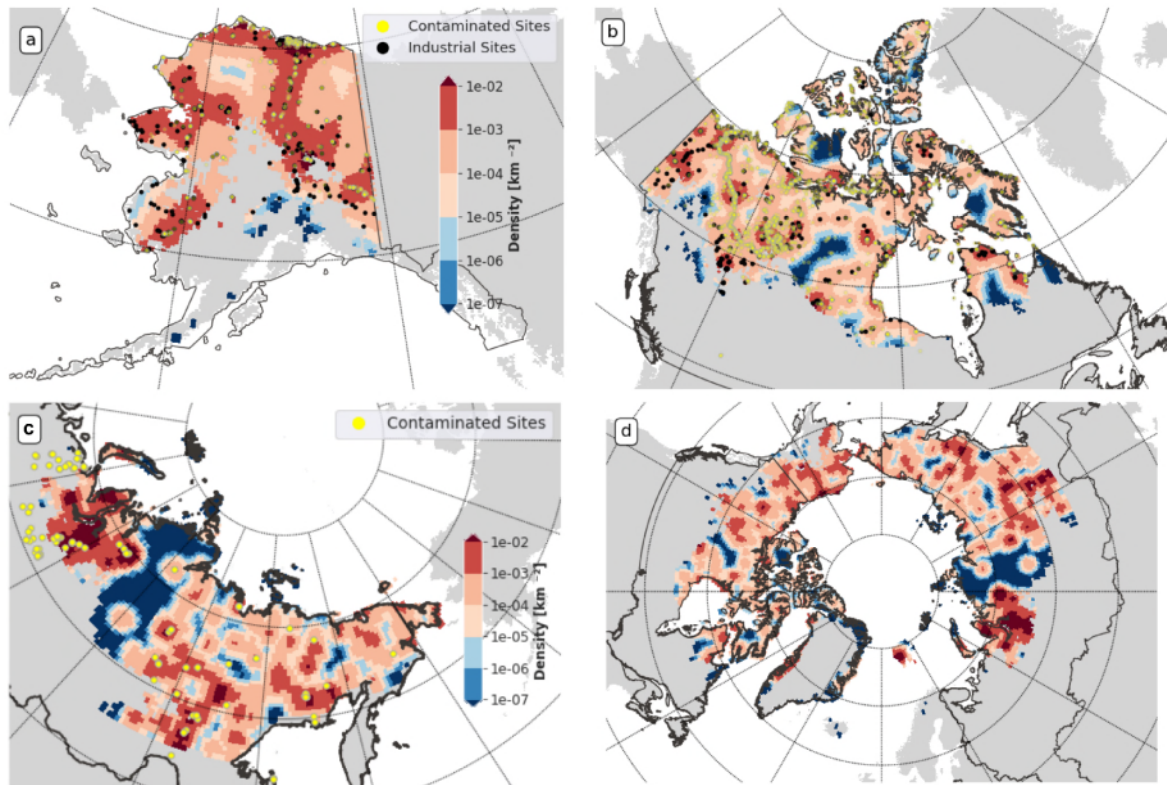 a
Contaminated Sites
Industrial Sites
1e-02
1e-03
1e-04
1e-05
1e-06
1e-07
Density [km ⁻²]
b
c
Contaminated Sites
1e-02
1e-03
1e-04
1e-05
1e-06
1e-07
Density [km ⁻²]
d